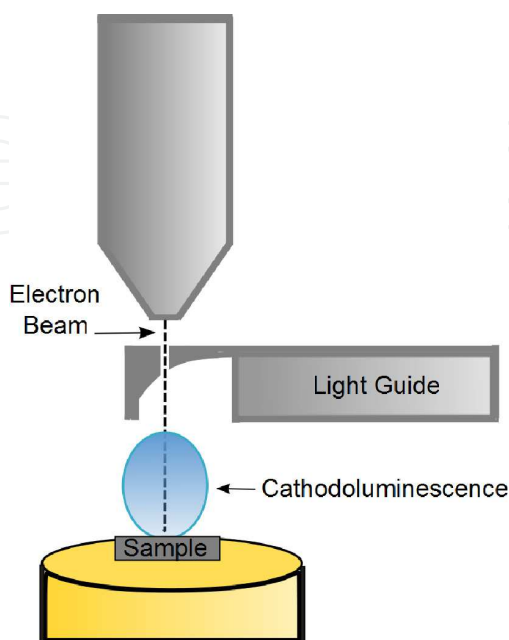 Electron
Beam
Light Guide
Cathodoluminescence
Sample